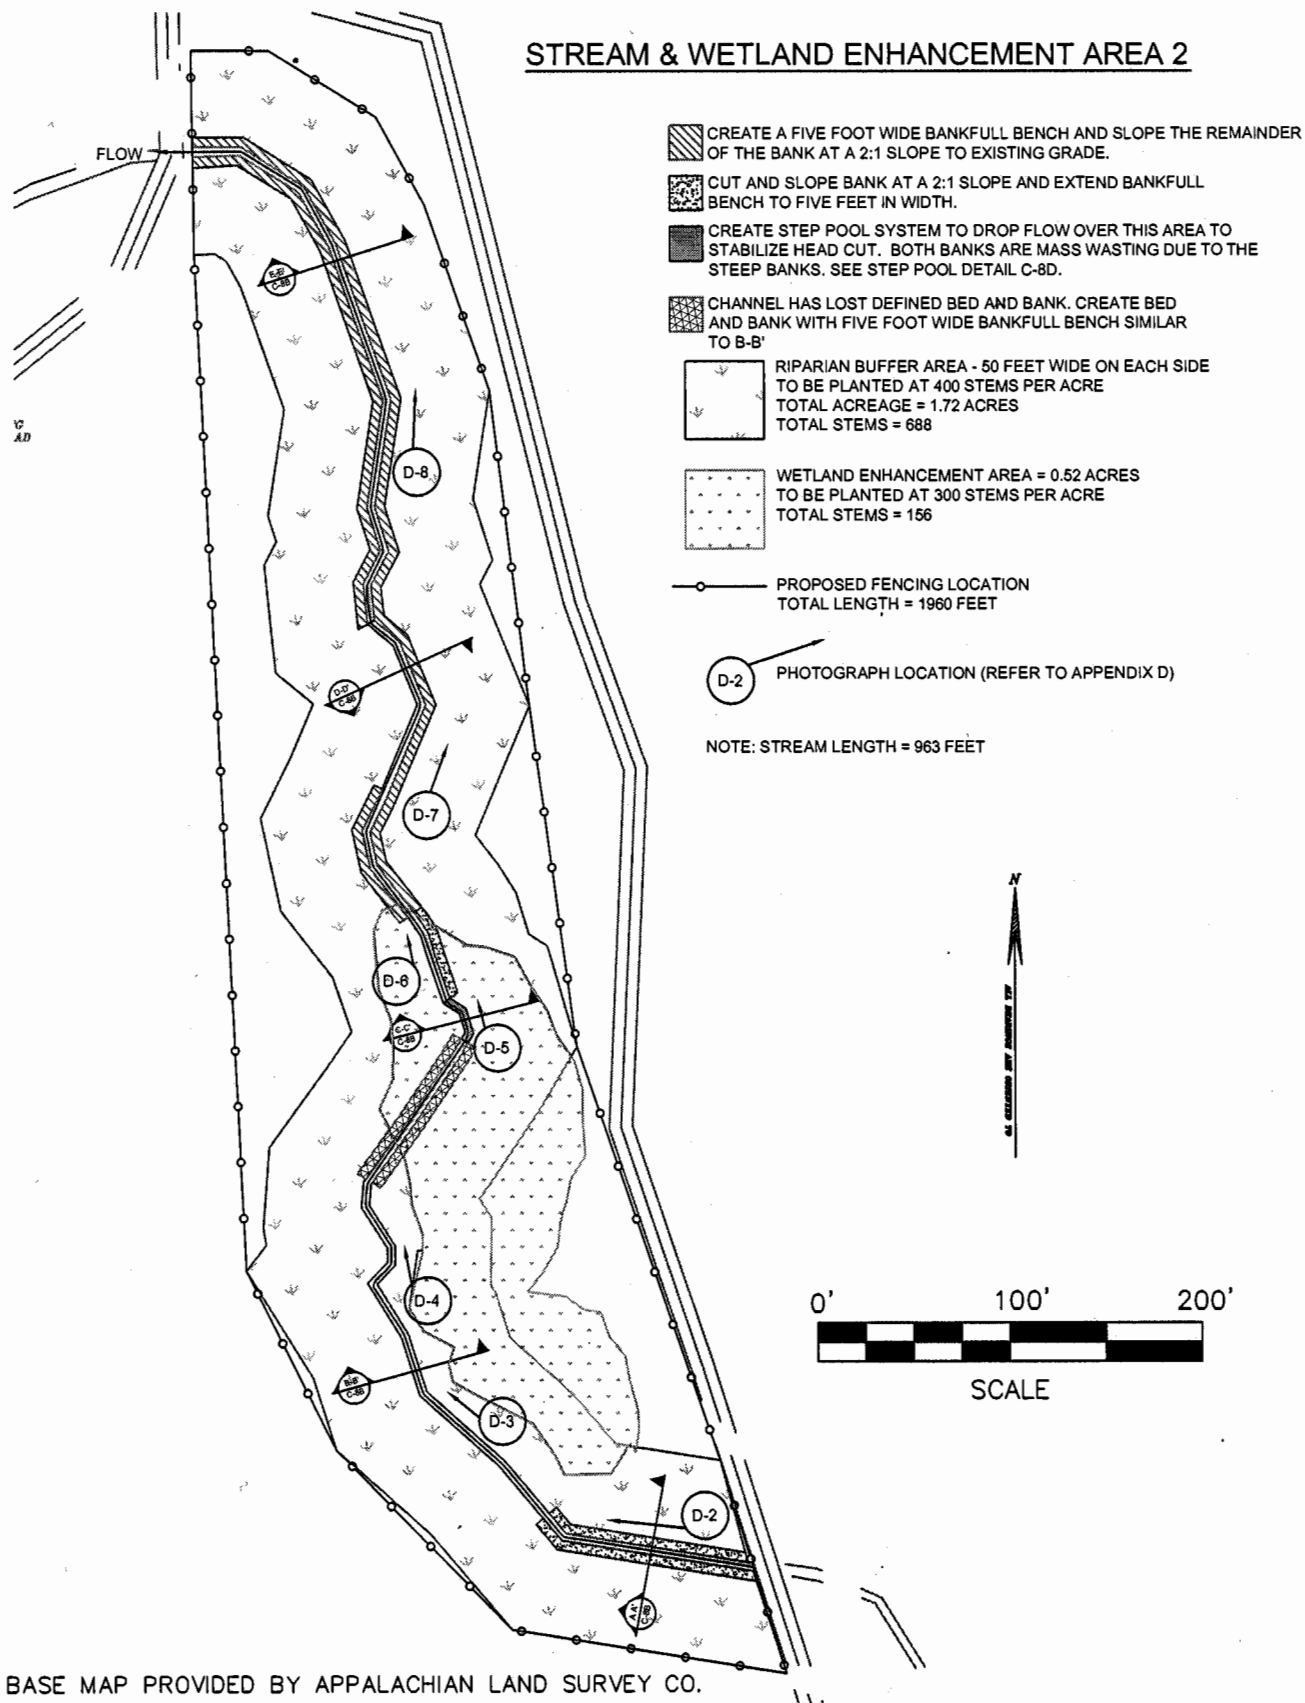 STREAM & WETLAND ENHANCEMENT AREA 2
CREATE A FIVE FOOT WIDE BANKFULL BENCH AND SLOPE THE REMAINDER
OF THE BANK AT A 2:1 SLOPE TO EXISTING GRADE.
CUT AND SLOPE BANK AT A 2:1 SLOPE AND EXTEND BANKFULL
BENCH TO FIVE FEET IN WIDTH.
CREATE STEP POOL SYSTEM TO DROP FLOW OVER THIS AREA TO
STABILIZE HEAD CUT. BOTH BANKS ARE MASS WASTING DUE TO THE
STEEP BANKS. SEE STEP POOL DETAIL C-8D.
CHANNEL HAS LOST DEFINED BED AND BANK. CREATE BED
AND BANK WITH FIVE FOOT WIDE BANKFULL BENCH SIMILAR
TO B-B'
RIPARIAN BUFFER AREA - 50 FEET WIDE ON EACH SIDE
TO BE PLANTED AT 400 STEMS PER ACRE
TOTAL ACREAGE = 1.72 ACRES
TOTAL STEMS = 688
WETLAND ENHANCEMENT AREA = 0.52 ACRES
TO BE PLANTED AT 300 STEMS PER ACRE
TOTAL STEMS = 156
PROPOSED FENCING LOCATION
TOTAL LENGTH = 1960 FEET
D-2
PHOTOGRAPH LOCATION (REFER TO APPENDIX D)
NOTE: STREAM LENGTH = 963 FEET
FLOW
E-E'
C-8B
D-8
D-D'
C-8B
D-7
D-6
C-C'
C-8B
D-5
D-4
B-B'
C-8B
D-3
D-2
A-A'
C-8B
N
0' 100' 200'
SCALE
BASE MAP PROVIDED BY APPALACHIAN LAND SURVEY CO.